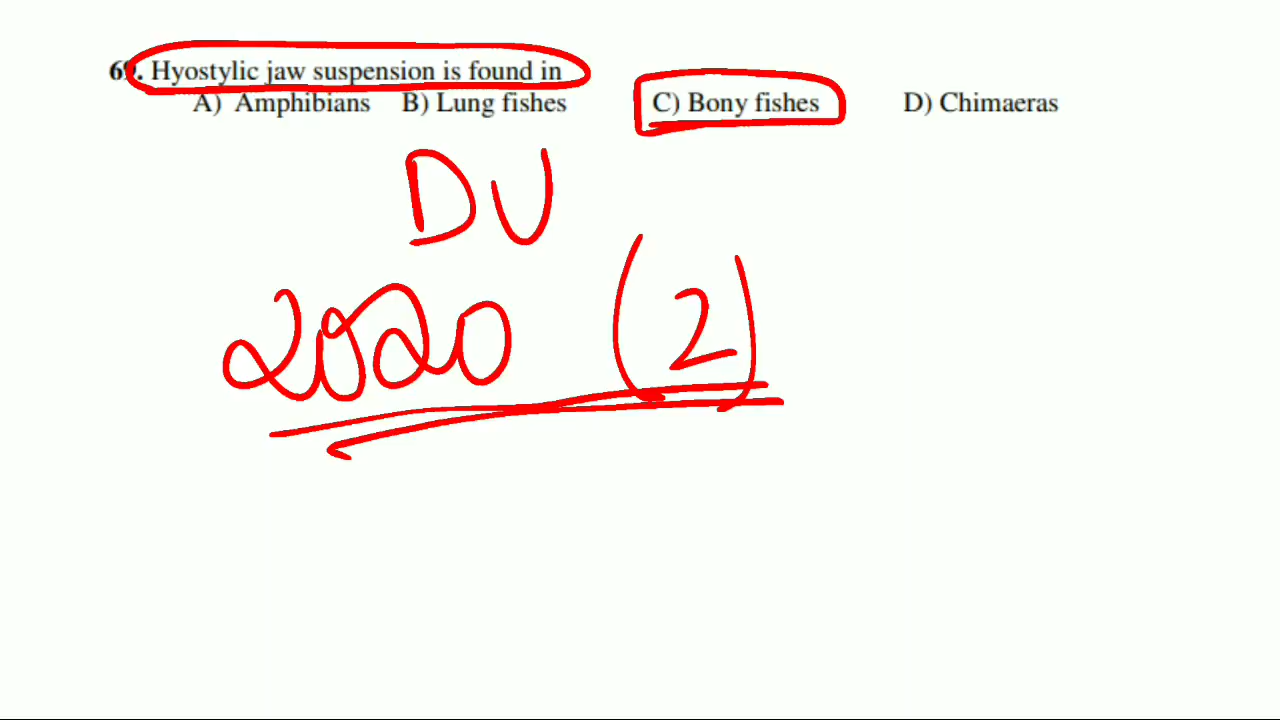 69. Hyostylic jaw suspension is found in
A) Amphibians B) Lung fishes C) Bony fishes D) Chimaeras
DU
2020 (2)